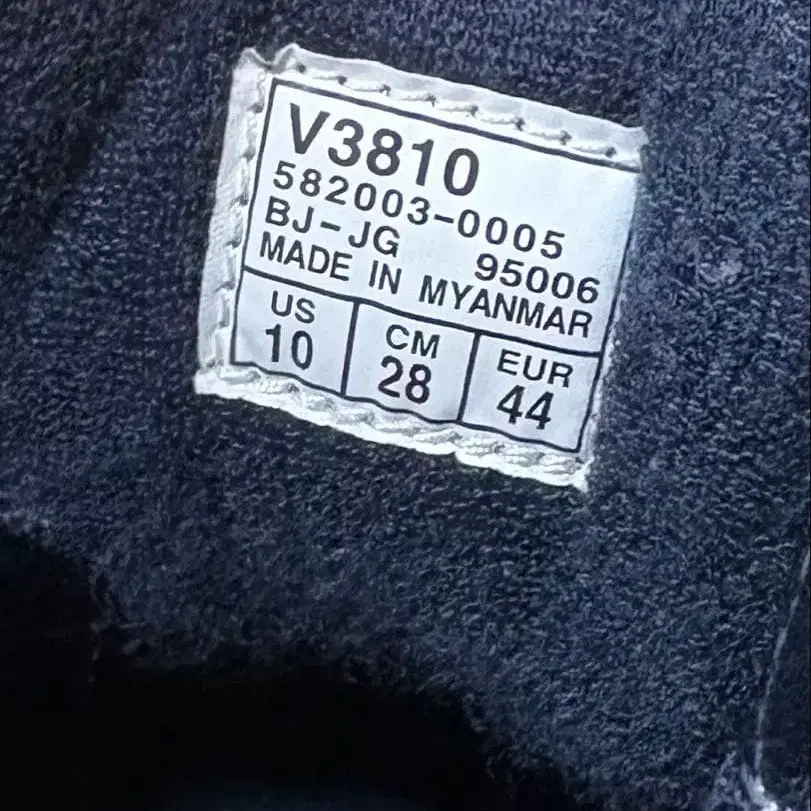 V3810
582003-0005
BJ-JG 95006
MADE IN MYANMAR
US CM EUR
10 28 44